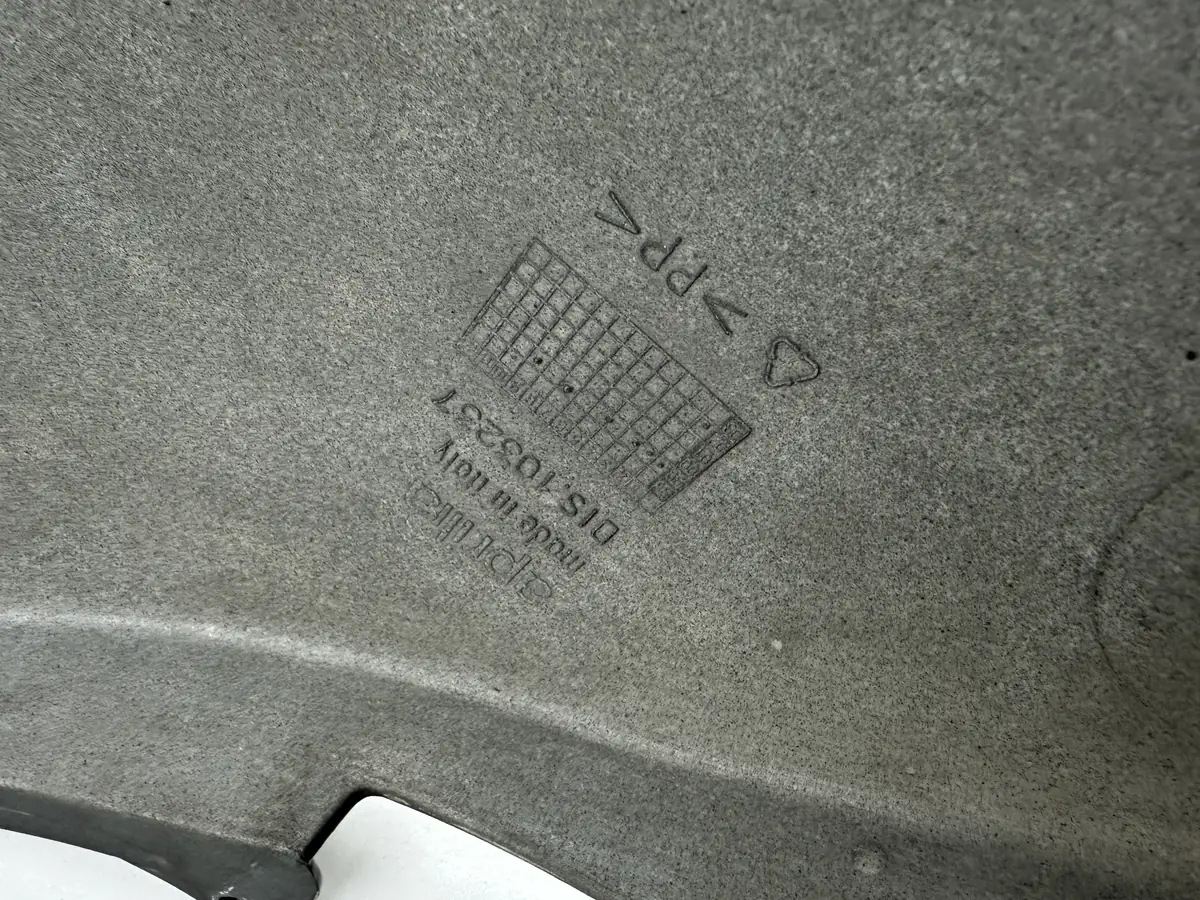 aprilia
made in Italy
DIS.103237
>PP<